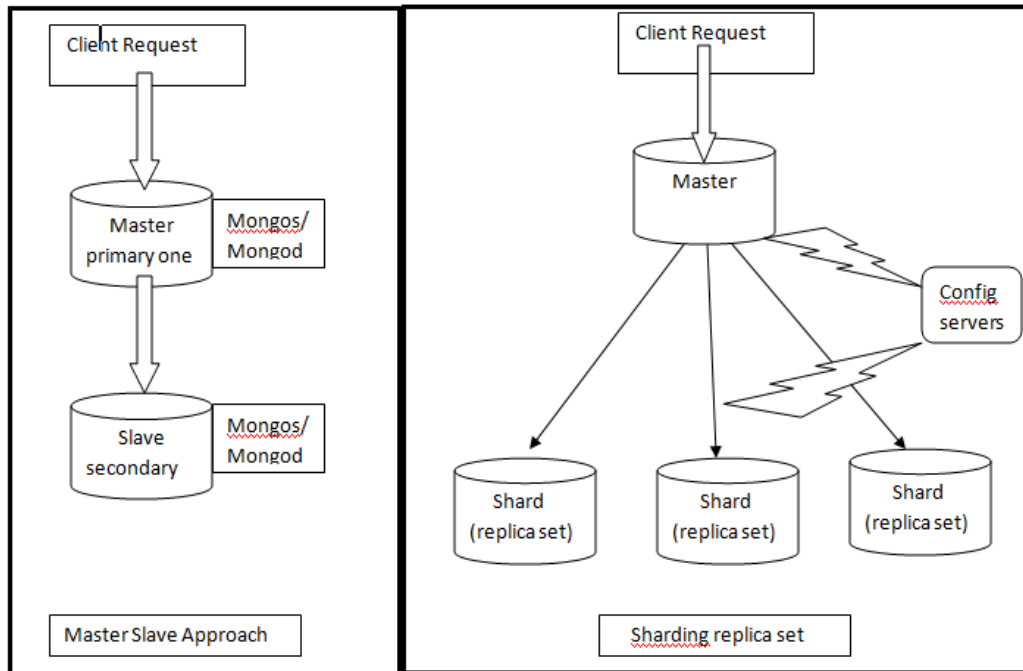 Client Request
Master
primary one
Mongos/
Mongod
Slave
secondary
Mongos/
Mongod
Master Slave Approach
Client Request
Master
Config
servers
Shard
(replica set)
Shard
(replica set)
Shard
(replica set)
Sharding replica set